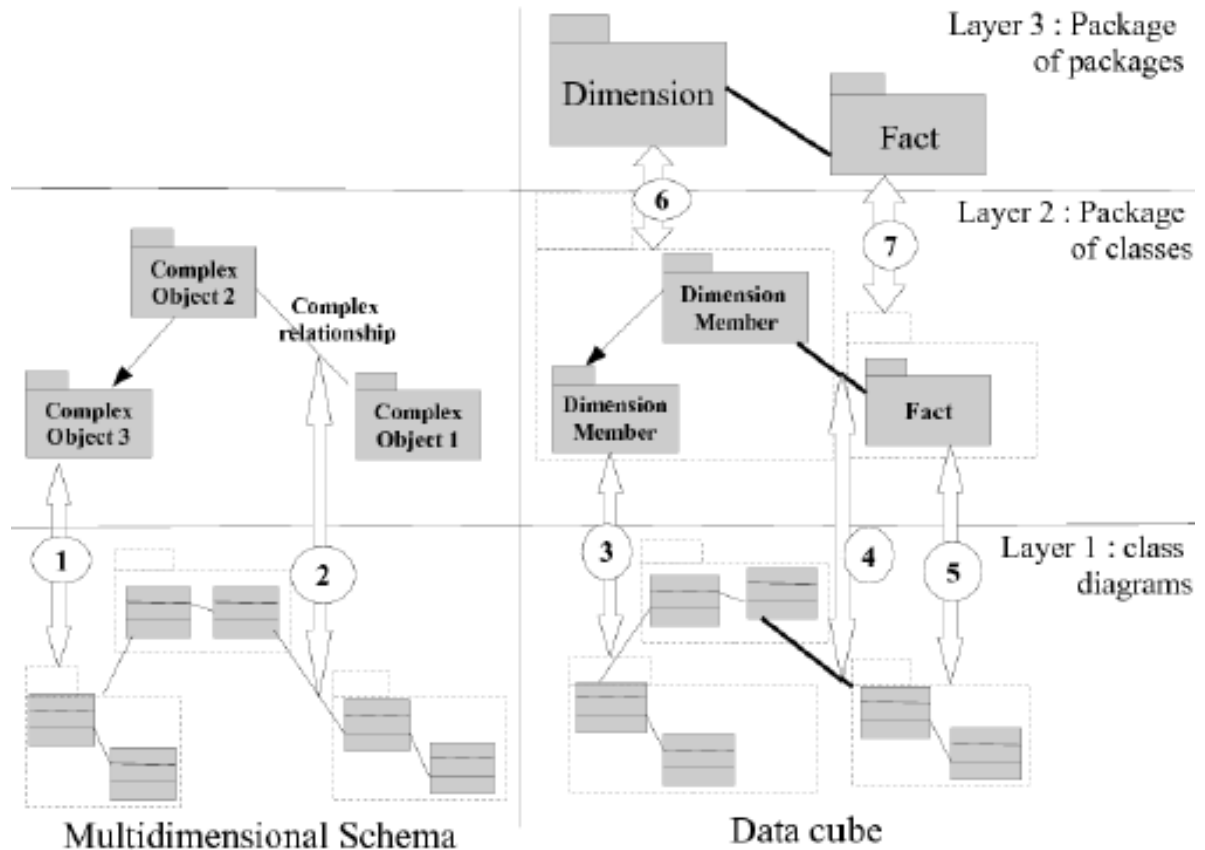 Layer 3 : Package
of packages
Dimension
Fact
6
Layer 2 : Package
of classes
7
Complex
Object 2
Complex
relationship
Dimension
Member
Complex
Object 3
Complex
Object 1
Dimension
Member
Fact
Layer 1 : class
diagrams
1
2
3
4
5
Multidimensional Schema
Data cube